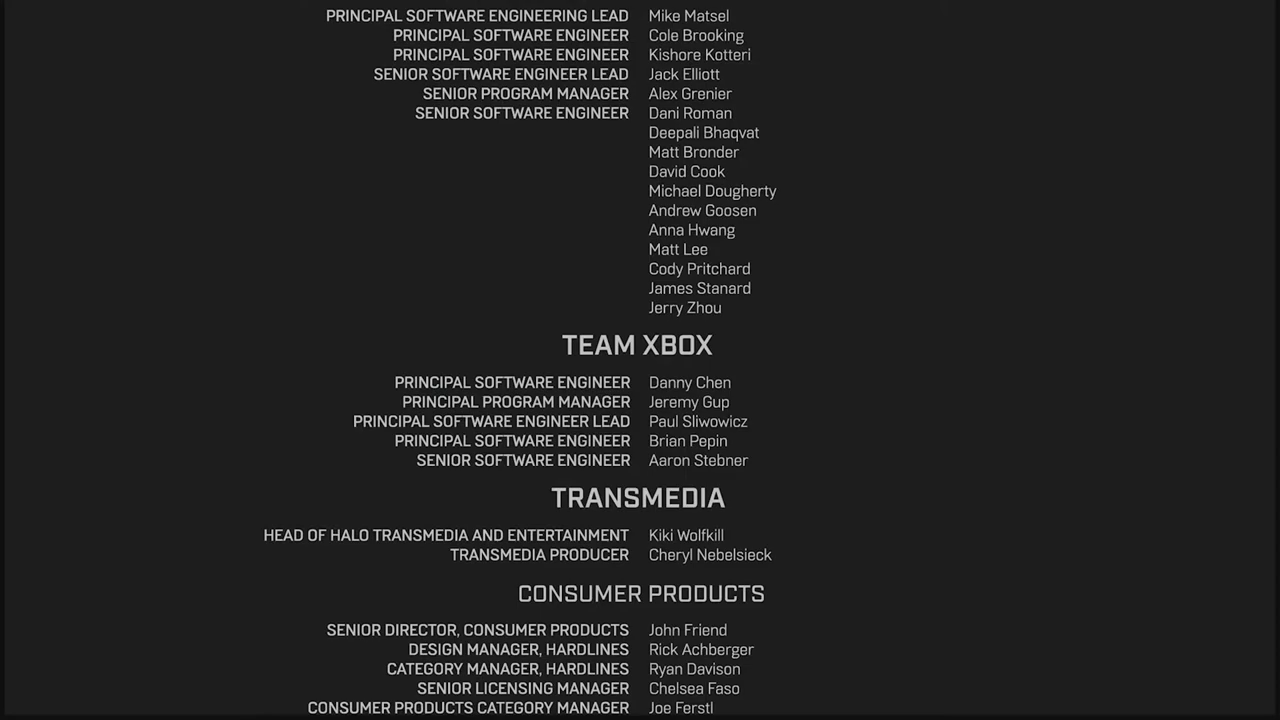 PRINCIPAL SOFTWARE ENGINEERING LEAD Mike Matsel
PRINCIPAL SOFTWARE ENGINEER Cole Brooking
PRINCIPAL SOFTWARE ENGINEER Kishore Kotteri
SENIOR SOFTWARE ENGINEER LEAD Jack Elliott
SENIOR PROGRAM MANAGER Alex Grenier
SENIOR SOFTWARE ENGINEER Dani Roman
Deepali Bhaqvat
Matt Bronder
David Cook
Michael Dougherty
Andrew Goosen
Anna Hwang
Matt Lee
Cody Pritchard
James Stanard
Jerry Zhou
TEAM XBOX
PRINCIPAL SOFTWARE ENGINEER Danny Chen
PRINCIPAL PROGRAM MANAGER Jeremy Gup
PRINCIPAL SOFTWARE ENGINEER LEAD Paul Sliwowicz
PRINCIPAL SOFTWARE ENGINEER Brian Pepin
SENIOR SOFTWARE ENGINEER Aaron Stebner
TRANSMEDIA
HEAD OF HALO TRANSMEDIA AND ENTERTAINMENT Kiki Wolfkill
TRANSMEDIA PRODUCER Cheryl Nebelsieck
CONSUMER PRODUCTS
SENIOR DIRECTOR, CONSUMER PRODUCTS John Friend
DESIGN MANAGER, HARDLINES Rick Achberger
CATEGORY MANAGER, HARDLINES Ryan Davison
SENIOR LICENSING MANAGER Chelsea Faso
CONSUMER PRODUCTS CATEGORY MANAGER Joe Ferstl